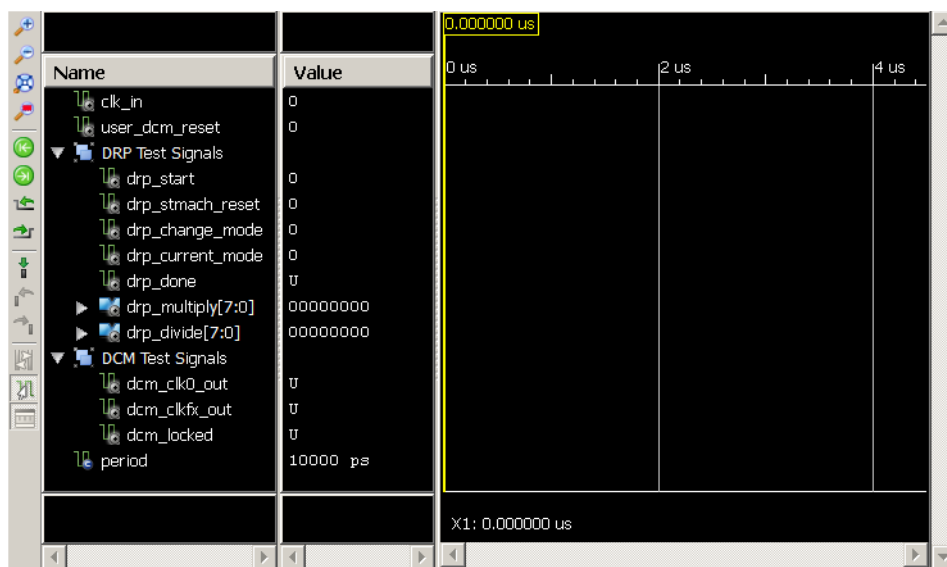 0.000000 us
Name Value 0 us 2 us 4 us
clk_in 0
user_dcm_reset 0
DRP Test Signals
drp_start 0
drp_stmach_reset 0
drp_change_mode 0
drp_current_mode 0
drp_done U
drp_multiply[7:0] 00000000
drp_divide[7:0] 00000000
DCM Test Signals
dcm_clk0_out U
dcm_clkfx_out U
dcm_locked U
period 10000 ps
X1: 0.000000 us